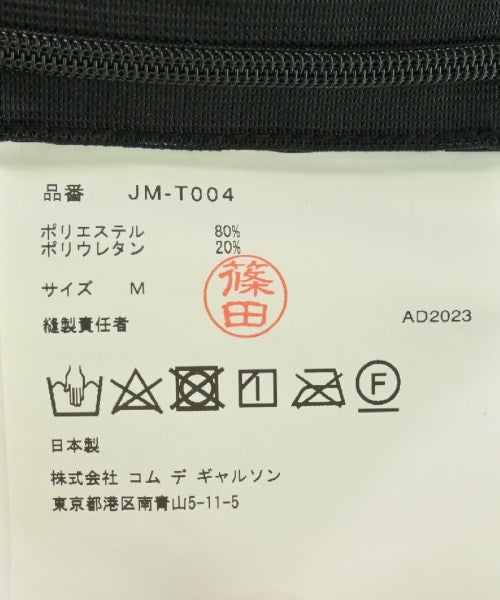 品番 JM-T004
ポリエステル 80%
ポリウレタン 20%
サイズ M
篠田
縫製責任者 AD2023
F
日本製
株式会社 コム デ ギャルソン
東京都港区南青山5-11-5